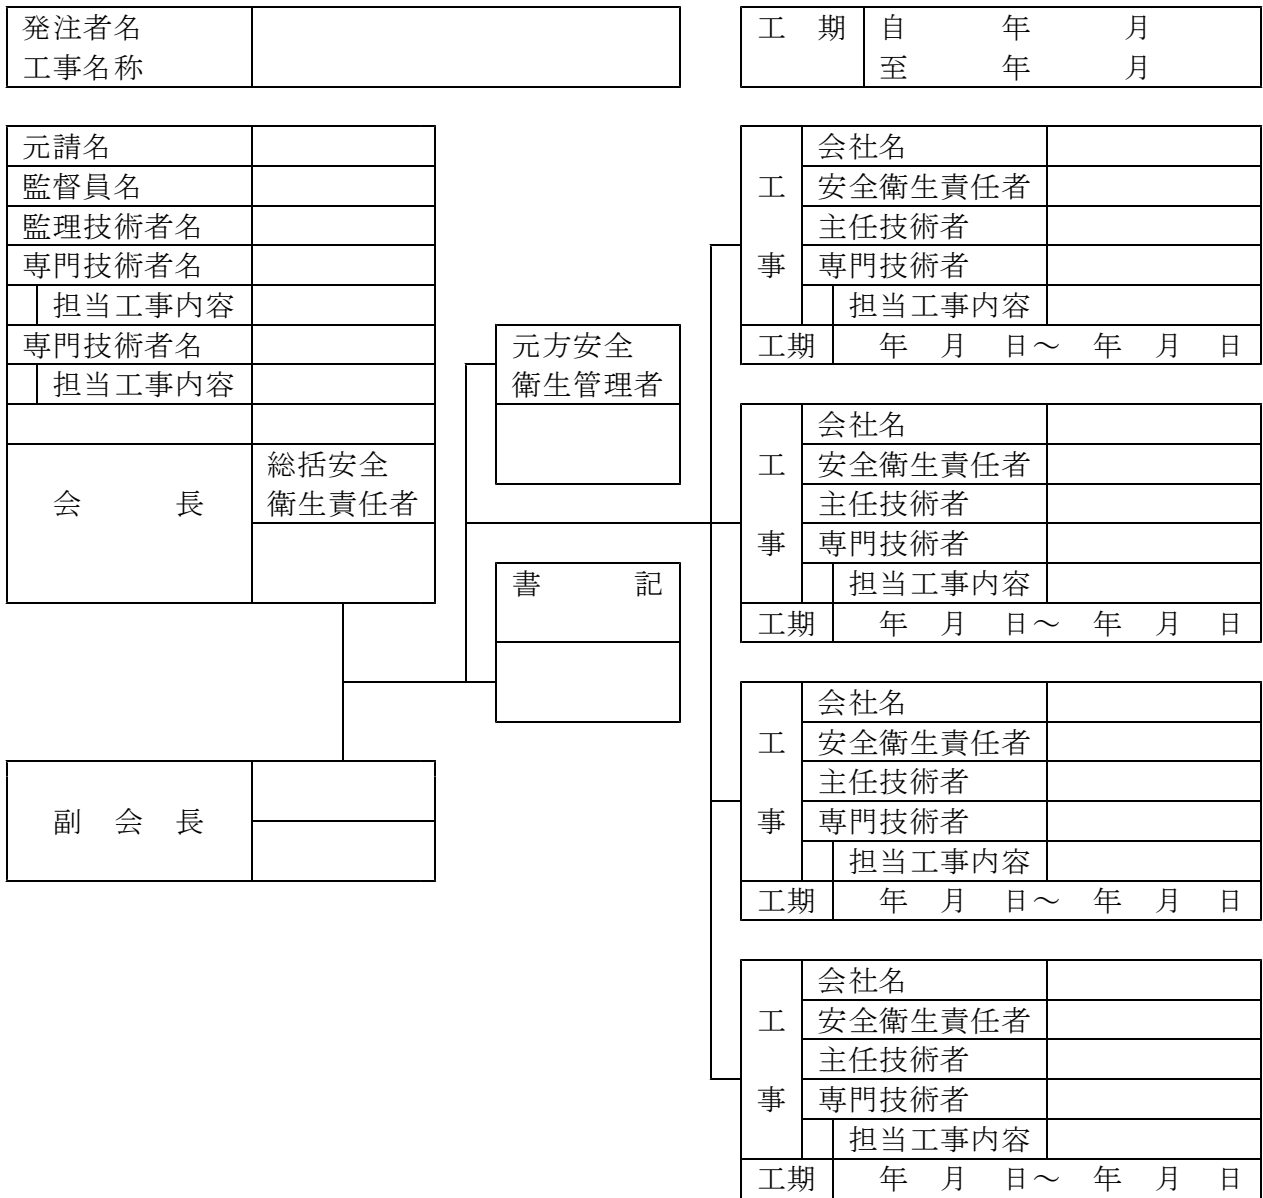 発注者名
工事名称
工　期　自　　　年　　　月
至　　　年　　　月
元請名
監督員名
監理技術者名
専門技術者名
担当工事内容
専門技術者名
担当工事内容
会　　　長
総括安全
衛生責任者
副　会　長
元方安全
衛生管理者
書　　　記
工事
会社名
安全衛生責任者
主任技術者
専門技術者
担当工事内容
工期　　年　月　日～　年　月　日
工事
会社名
安全衛生責任者
主任技術者
専門技術者
担当工事内容
工期　　年　月　日～　年　月　日
工事
会社名
安全衛生責任者
主任技術者
専門技術者
担当工事内容
工期　　年　月　日～　年　月　日
工事
会社名
安全衛生責任者
主任技術者
専門技術者
担当工事内容
工期　　年　月　日～　年　月　日